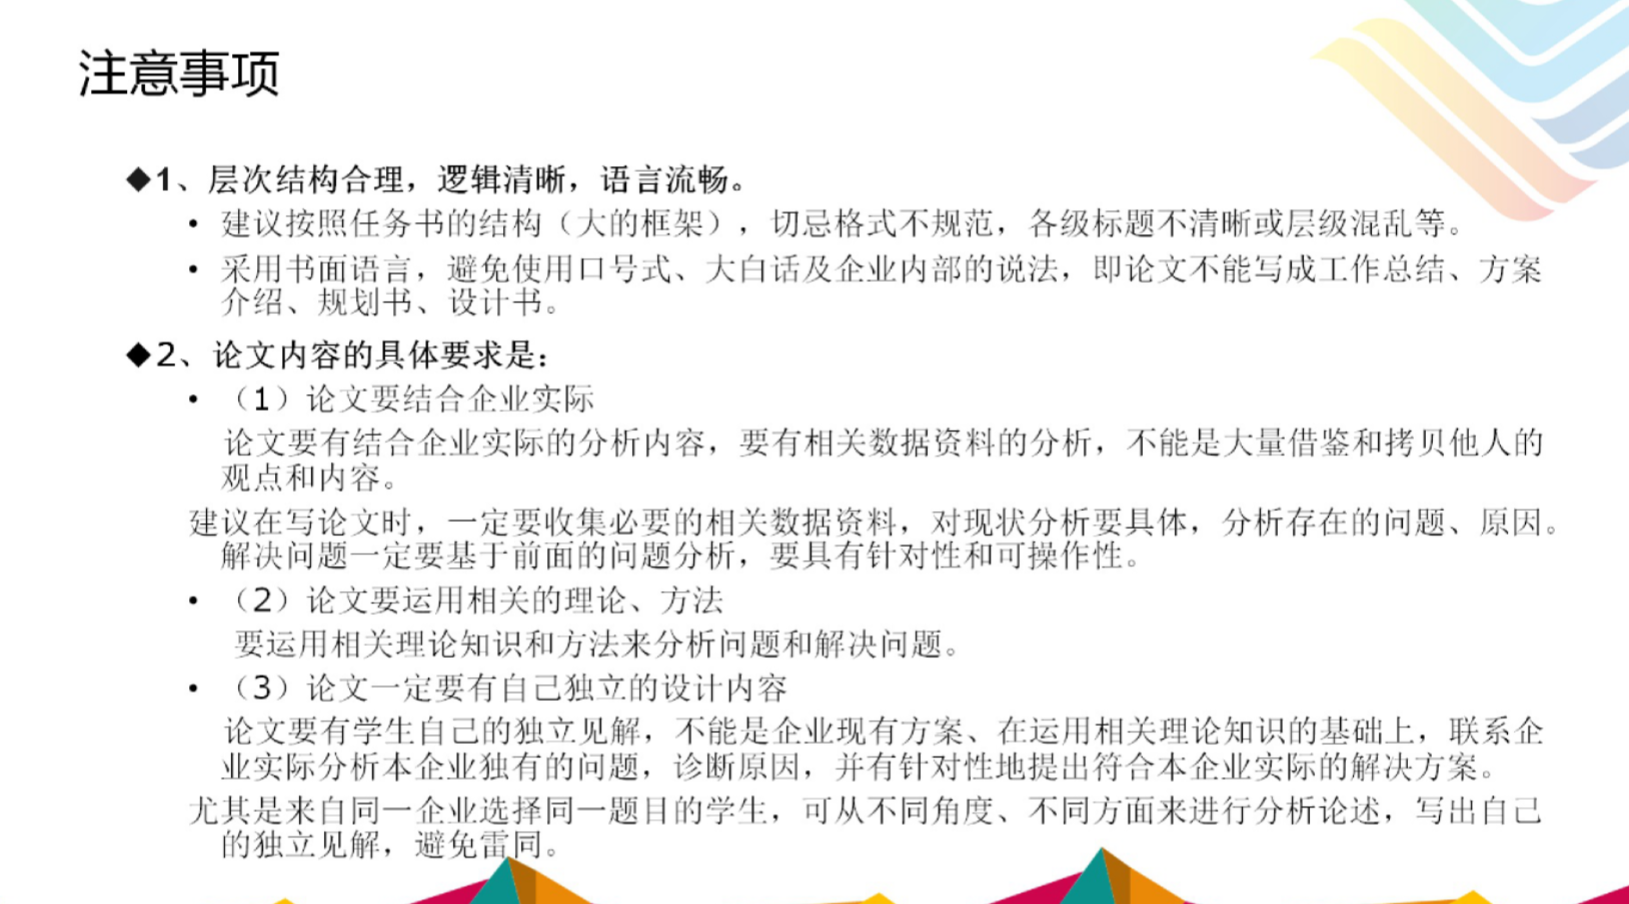 注意事项
◆1、层次结构合理，逻辑清晰，语言流畅。
• 建议按照任务书的结构（大的框架），切忌格式不规范，各级标题不清晰或层级混乱等。
• 采用书面语言，避免使用口号式、大白话及企业内部的说法，即论文不能写成工作总结、方案
介绍、规划书、设计书。
◆2、论文内容的具体要求是：
• （1）论文要结合企业实际
论文要有结合企业实际的分析内容，要有相关数据资料的分析，不能是大量借鉴和拷贝他人的
观点和内容。
建议在写论文时，一定要收集必要的相关数据资料，对现状分析要具体，分析存在的问题、原因。
解决问题一定要基于前面的问题分析，要具有针对性和可操作性。
• （2）论文要运用相关的理论、方法
要运用相关理论知识和方法来分析问题和解决问题。
• （3）论文一定要有自己独立的设计内容
论文要有学生自己的独立见解，不能是企业现有方案、在运用相关理论知识的基础上，联系企
业实际分析本企业独有的问题，诊断原因，并有针对性地提出符合本企业实际的解决方案。
尤其是来自同一企业选择同一题目的学生，可从不同角度、不同方面来进行分析论述，写出自己
的独立见解，避免雷同。